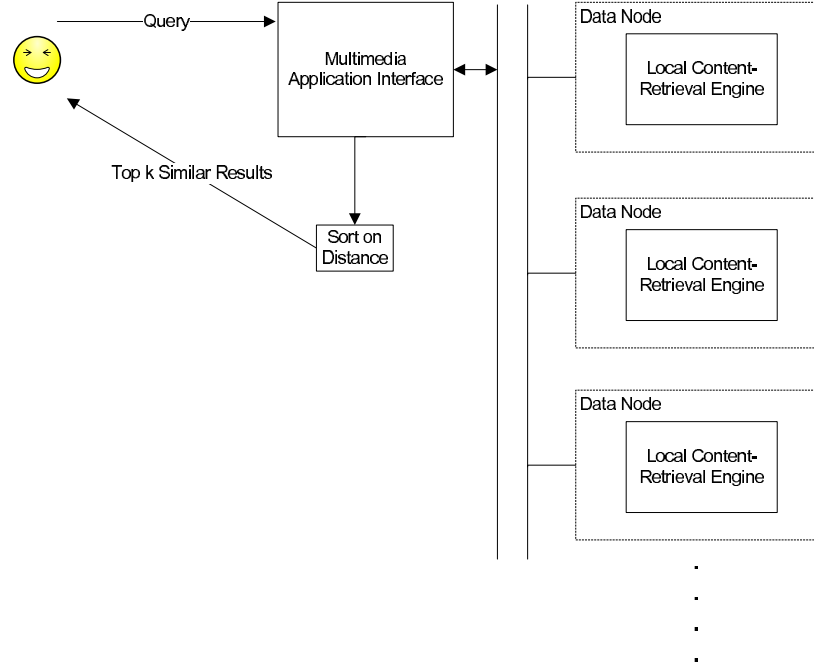 Query
Multimedia
Application Interface
Top k Similar Results
Sort on
Distance
Data Node
Local Content-
Retrieval Engine
Data Node
Local Content-
Retrieval Engine
Data Node
Local Content-
Retrieval Engine